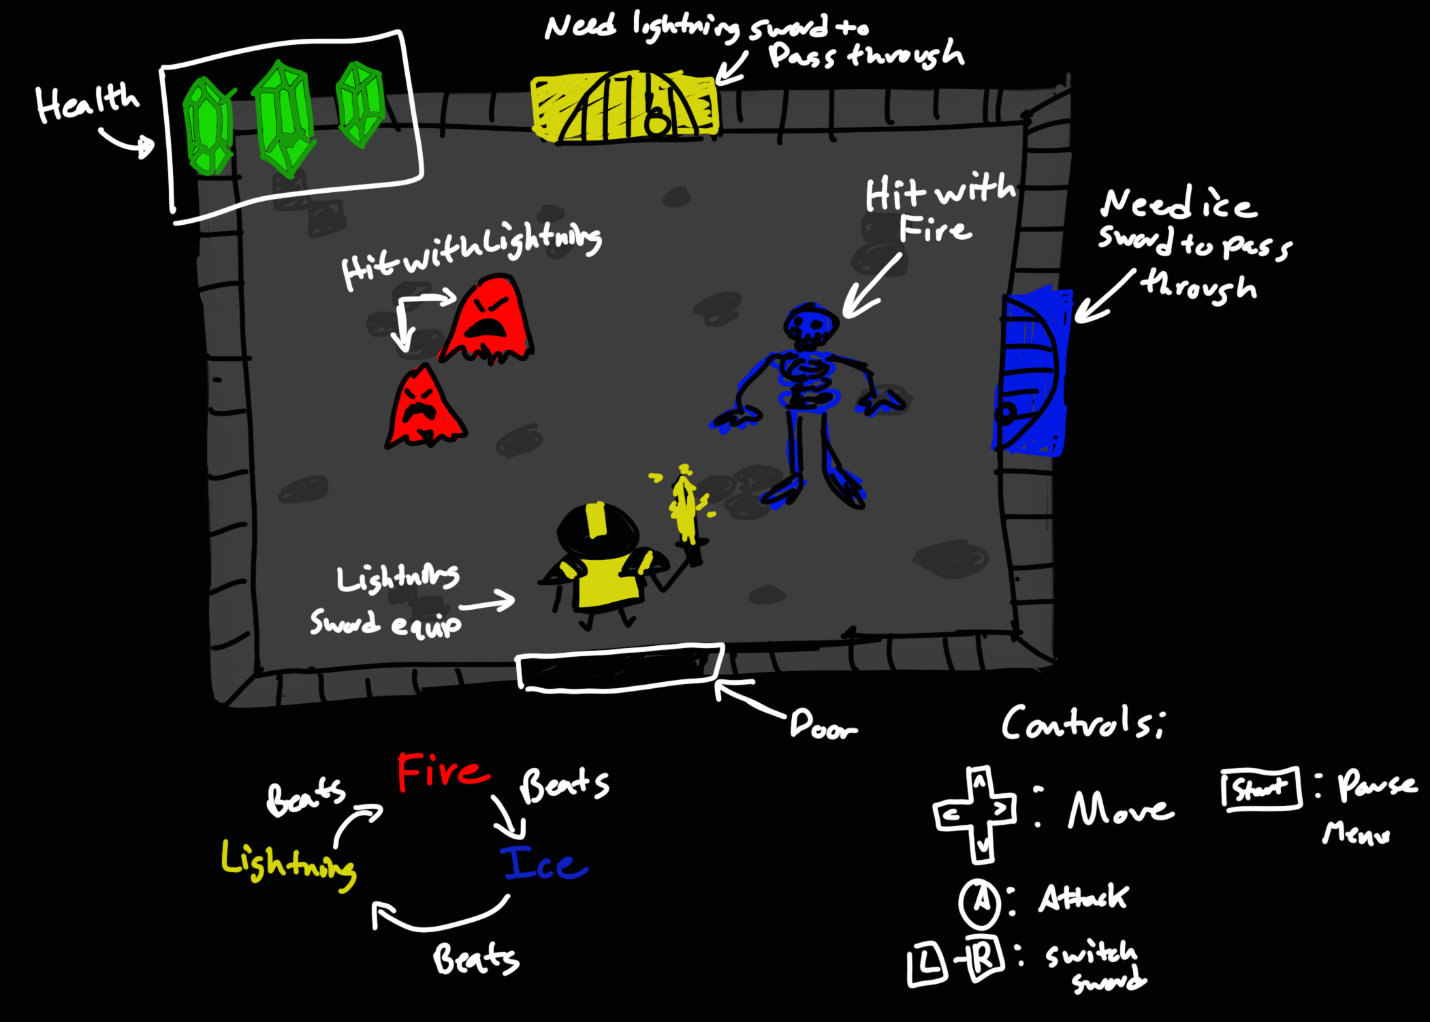 Need lightning sword to
Pass through
Health
Hit with
Fire
Need ice
sword to pass
through
Hit with Lightning
Lightning
Sword equip
Door
Controls:
Fire
Beats
Beats
Lightning
Ice
Beats
^
< >
v
: Move
Start : Pause
Menu
A : Attack
L - R : switch
sword